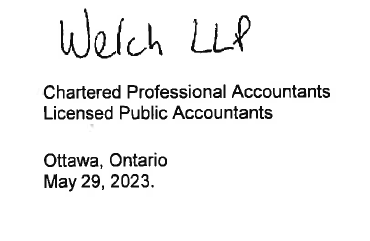 Welch LLP
Chartered Professional Accountants
Licensed Public Accountants
Ottawa, Ontario
May 29, 2023.